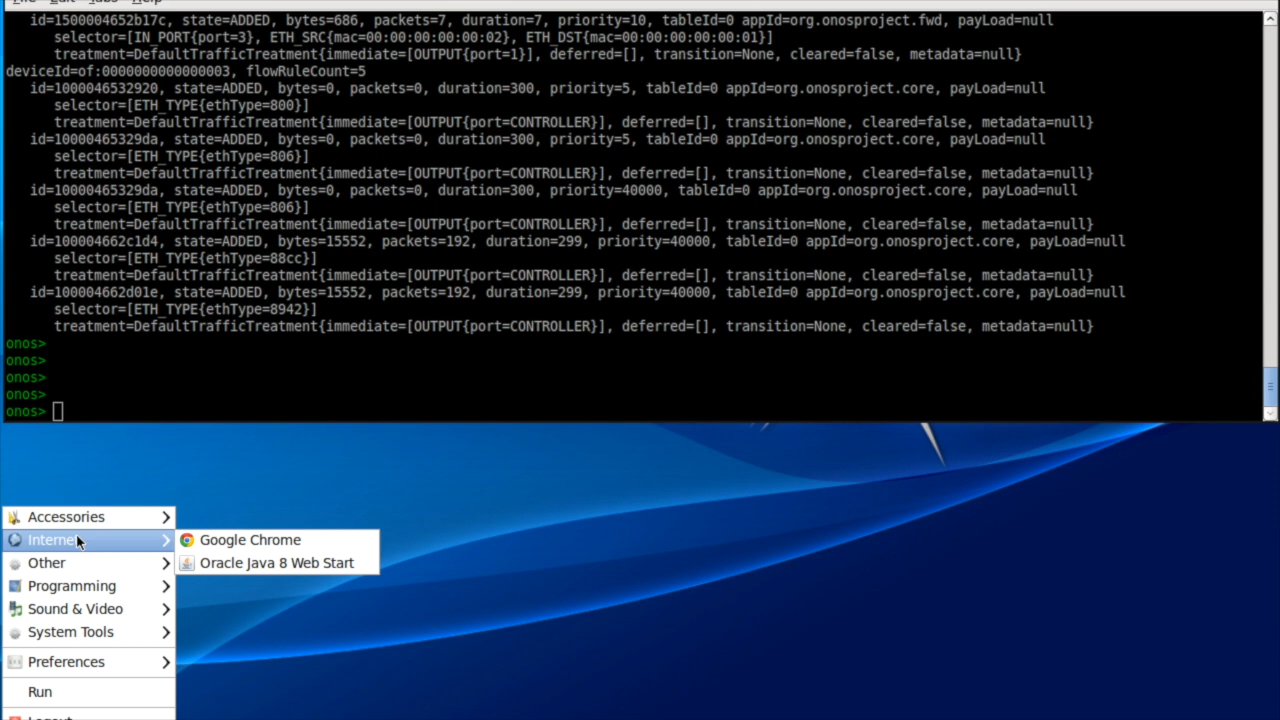 File Edit Tabs Help
id=1500004652b17c, state=ADDED, bytes=686, packets=7, duration=7, priority=10, tableId=0 appId=org.onosproject.fwd, payLoad=null
selector=[IN_PORT{port=3}, ETH_SRC{mac=00:00:00:00:00:02}, ETH_DST{mac=00:00:00:00:00:01}]
treatment=DefaultTrafficTreatment{immediate=[OUTPUT{port=1}], deferred=[], transition=None, cleared=false, metadata=null}
deviceId=of:0000000000000003, flowRuleCount=5
id=1000046532920, state=ADDED, bytes=0, packets=0, duration=300, priority=5, tableId=0 appId=org.onosproject.core, payLoad=null
selector=[ETH_TYPE{ethType=800}]
treatment=DefaultTrafficTreatment{immediate=[OUTPUT{port=CONTROLLER}], deferred=[], transition=None, cleared=false, metadata=null}
id=10000465329da, state=ADDED, bytes=0, packets=0, duration=300, priority=5, tableId=0 appId=org.onosproject.core, payLoad=null
selector=[ETH_TYPE{ethType=806}]
treatment=DefaultTrafficTreatment{immediate=[OUTPUT{port=CONTROLLER}], deferred=[], transition=None, cleared=false, metadata=null}
id=10000465329da, state=ADDED, bytes=0, packets=0, duration=300, priority=40000, tableId=0 appId=org.onosproject.core, payLoad=null
selector=[ETH_TYPE{ethType=806}]
treatment=DefaultTrafficTreatment{immediate=[OUTPUT{port=CONTROLLER}], deferred=[], transition=None, cleared=false, metadata=null}
id=100004662c1d4, state=ADDED, bytes=15552, packets=192, duration=299, priority=40000, tableId=0 appId=org.onosproject.core, payLoad=null
selector=[ETH_TYPE{ethType=88cc}]
treatment=DefaultTrafficTreatment{immediate=[OUTPUT{port=CONTROLLER}], deferred=[], transition=None, cleared=false, metadata=null}
id=100004662d01e, state=ADDED, bytes=15552, packets=192, duration=299, priority=40000, tableId=0 appId=org.onosproject.core, payLoad=null
selector=[ETH_TYPE{ethType=8942}]
treatment=DefaultTrafficTreatment{immediate=[OUTPUT{port=CONTROLLER}], deferred=[], transition=None, cleared=false, metadata=null}
onos>
onos>
onos>
onos>
onos>
Accessories
Internet
Google Chrome
Oracle Java 8 Web Start
Other
Programming
Sound & Video
System Tools
Preferences
Run
Logout